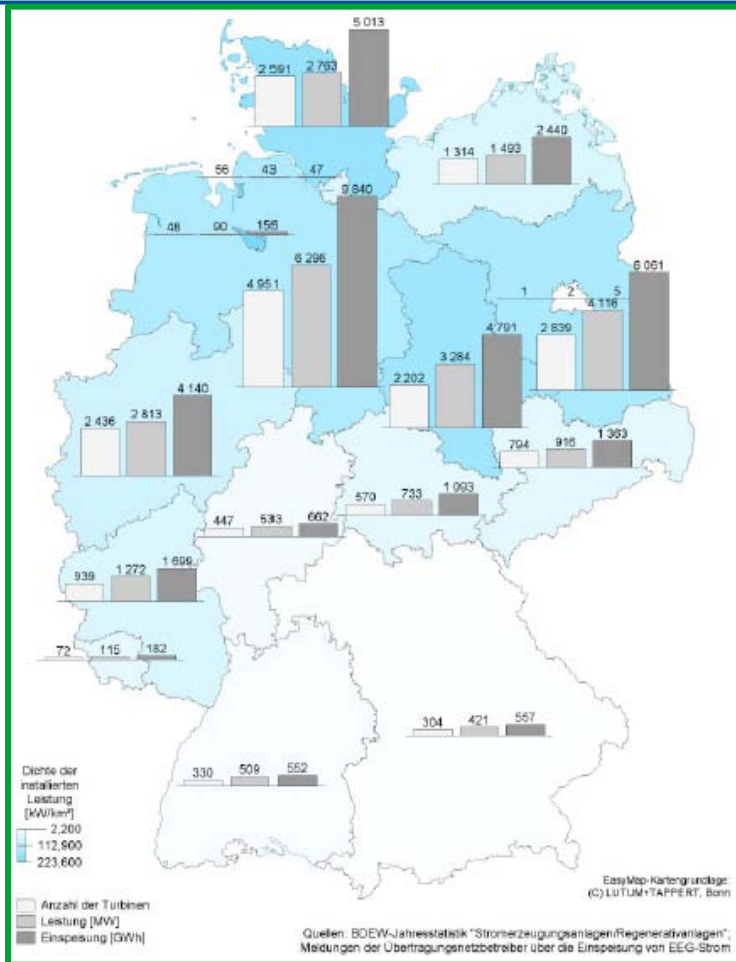 5 013
2 591 2 763
2 440
1 314 1 493
56 43 47
9 840
48 90 155
6 296
4 951
6 061
1 2 5
4 116
2 839
4 791
3 284
2 202
4 140
2 436 2 813
794 916 1 363
570 733 1 093
447 533 662
939 1 272 1 699
72 115 182
304 421 557
330 509 552
Dichte der
installierten
Leistung
[kW/km²]
2,200
112,900
223,600
EasyMap-Kartengrundlage:
(C) LUTUM+TAPPERT, Bonn
Anzahl der Turbinen
Leistung [MW]
Einspeisung [GWh]
Quellen: BDEW-Jahresstatistik "Stromerzeugungsanlagen/Regenerativanlagen";
Meldungen der Übertragungsnetzbetreiber über die Einspeisung von EEG-Strom